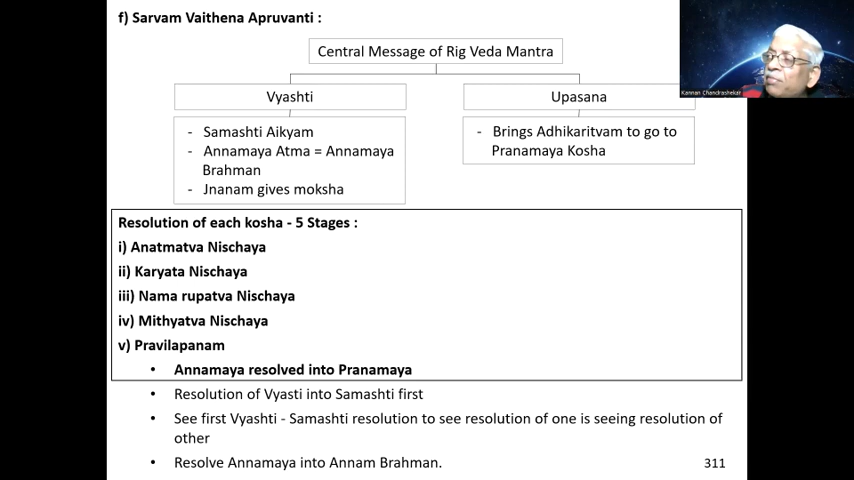 f) Sarvam Vaithena Apruvanti :
Central Message of Rig Veda Mantra
Vyashti
Upasana
- Samashti Aikyam
- Annamaya Atma = Annamaya
Brahman
- Jnanam gives moksha
- Brings Adhikaritvam to go to
Pranamaya Kosha
Kannan Chandrashekar
Resolution of each kosha - 5 Stages :
i) Anatmatva Nischaya
ii) Karyata Nischaya
iii) Nama rupatva Nischaya
iv) Mithyatva Nischaya
v) Pravilapanam
• Annamaya resolved into Pranamaya
• Resolution of Vyasti into Samashti first
• See first Vyashti - Samashti resolution to see resolution of one is seeing resolution of
other
• Resolve Annamaya into Annam Brahman.
311